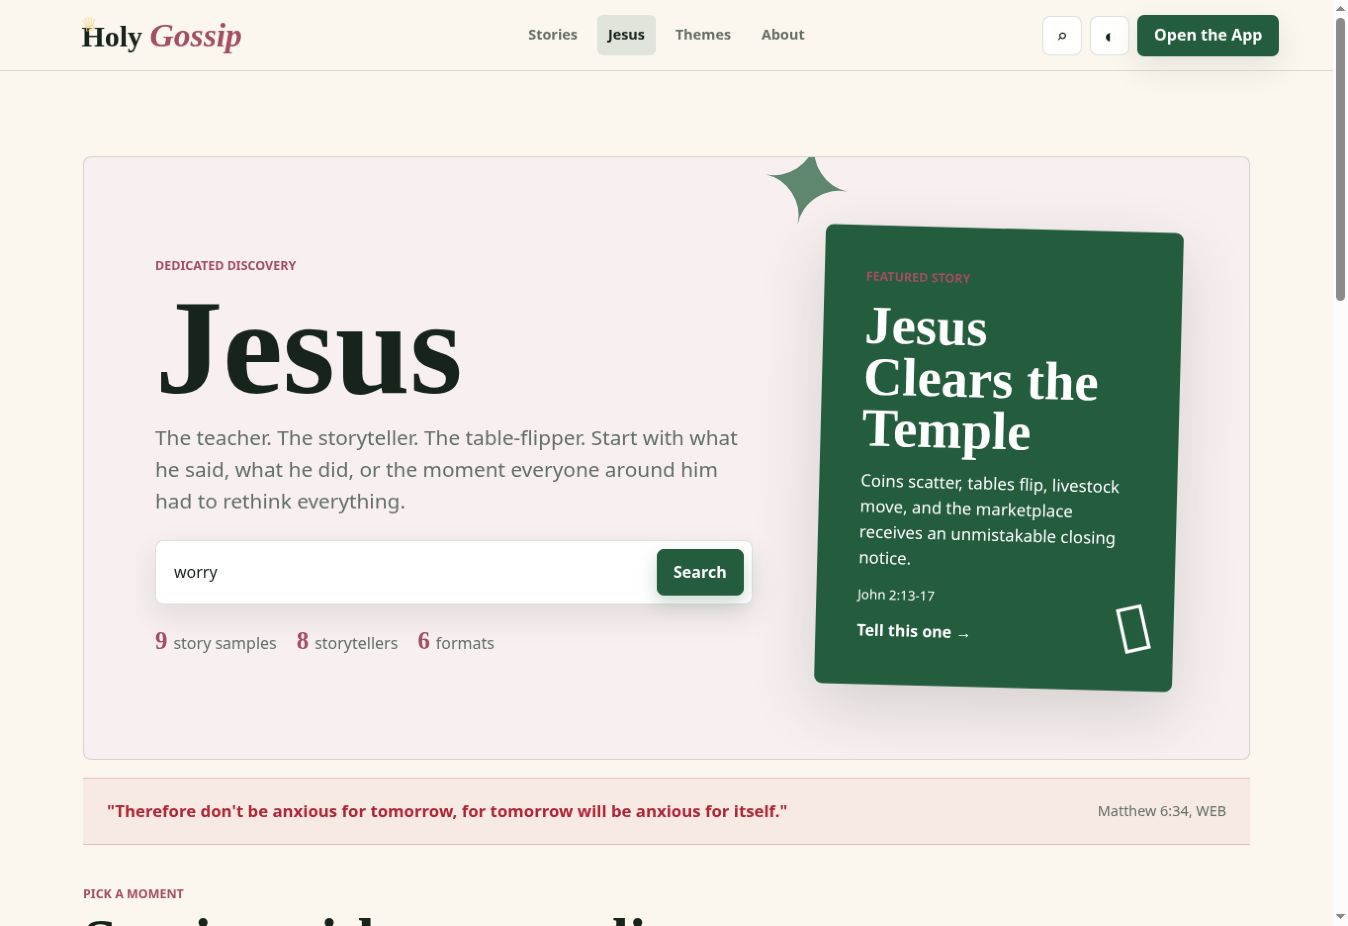 Holy Gossip
Stories
Jesus
Themes
About
Open the App
DEDICATED DISCOVERY
Jesus
The teacher. The storyteller. The table-flipper. Start with what
he said, what he did, or the moment everyone around him
had to rethink everything.
worry
Search
9 story samples 8 storytellers 6 formats
FEATURED STORY
Jesus
Clears the
Temple
Coins scatter, tables flip, livestock
move, and the marketplace
receives an unmistakable closing
notice.
John 2:13-17
Tell this one →
"Therefore don't be anxious for tomorrow, for tomorrow will be anxious for itself."
Matthew 6:34, WEB
PICK A MOMENT